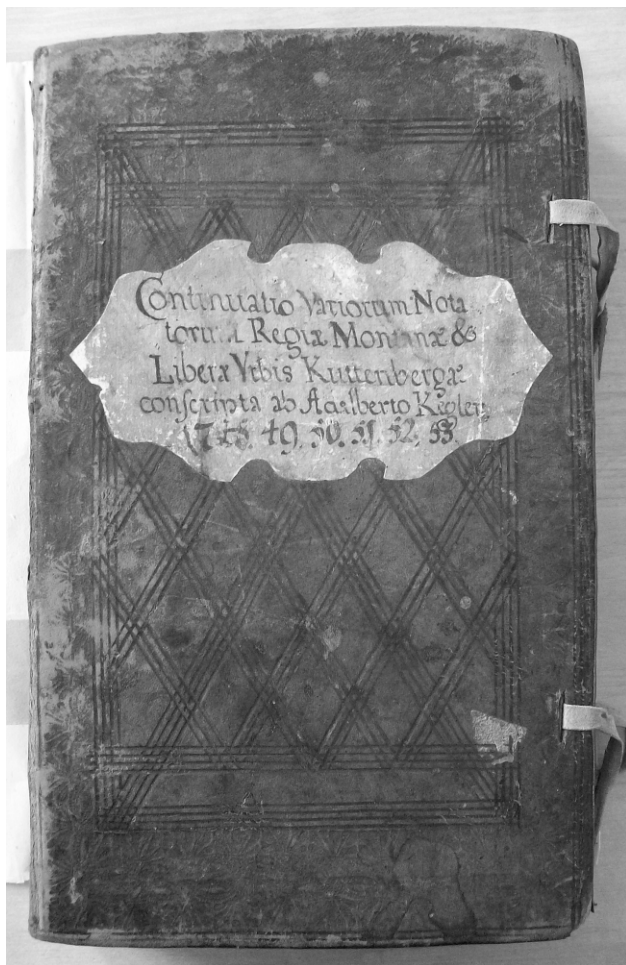 Continuatio Variorum Nota
torum Regiæ Montanæ &
Liberæ Vrbis Kuttenbergæ
conscripta ab Adalberto Kegler
1748. 49. 50. 51. 52, 53.